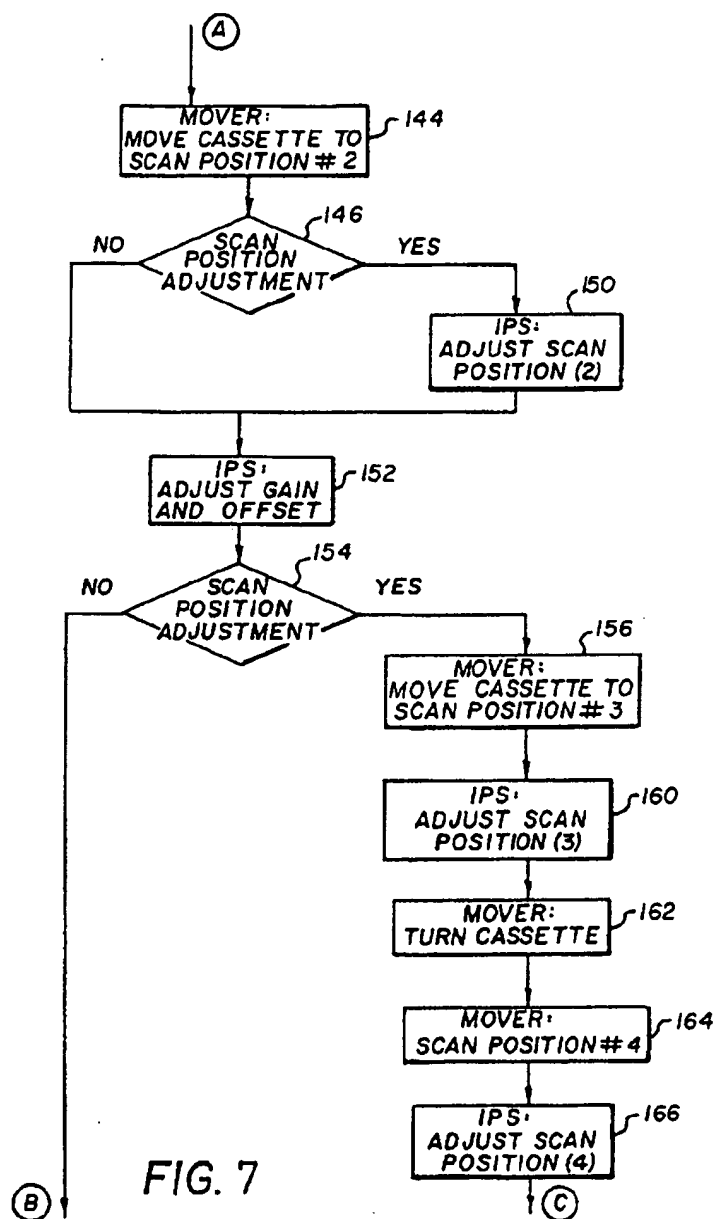 A
MOVER:
MOVE CASSETTE TO
SCAN POSITION # 2
144
146
NO
SCAN
POSITION
ADJUSTMENT
YES
150
IPS:
ADJUST SCAN
POSITION (2)
IPS:
ADJUST GAIN
AND OFFSET
152
154
NO
SCAN
POSITION
ADJUSTMENT
YES
156
MOVER:
MOVE CASSETTE TO
SCAN POSITION # 3
IPS:
ADJUST SCAN
POSITION (3)
160
MOVER:
TURN CASSETTE
162
MOVER:
SCAN POSITION # 4
164
IPS:
ADJUST SCAN
POSITION (4)
166
FIG. 7
B
C